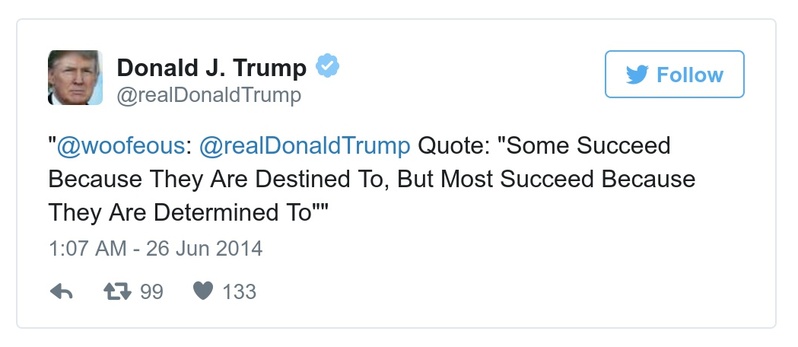 Donald J. Trump
@realDonaldTrump
Follow
"@woofeous: @realDonaldTrump Quote: "Some Succeed
Because They Are Destined To, But Most Succeed Because
They Are Determined To""
1:07 AM - 26 Jun 2014
99 133